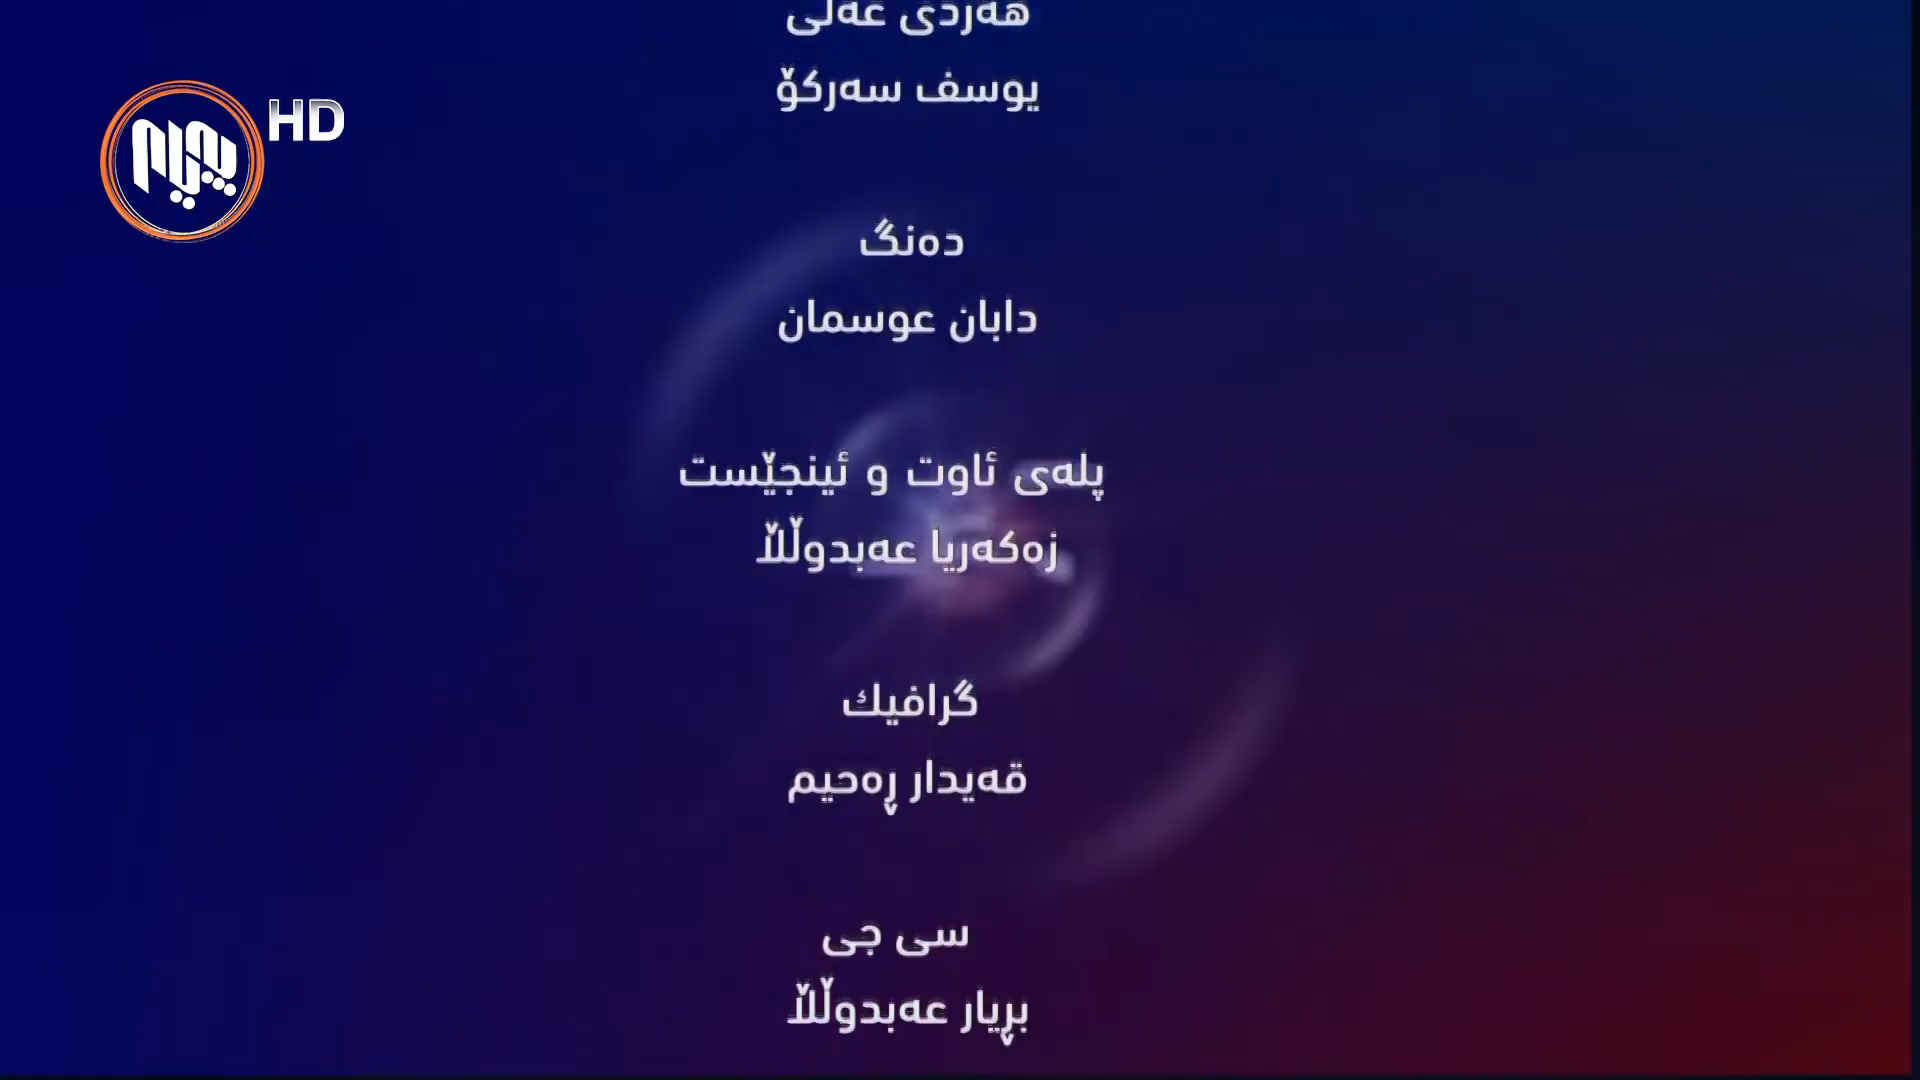 هەردی عەلی
یوسف سەرکۆ
HD
دەنگ
دابان عوسمان
پلەی ئاوت و ئینجێست
زەکەریا عەبدوڵڵا
گرافیك
قەیدار ڕەحیم
سی جی
بڕیار عەبدوڵڵا